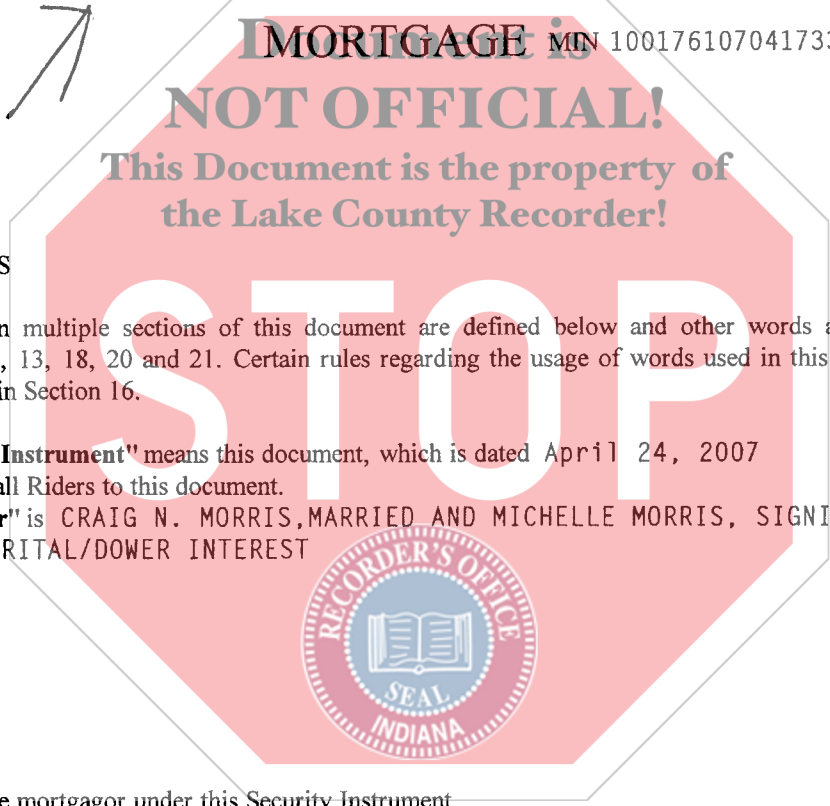 Document is
MORTGAGE MIN 10017610704173
NOT OFFICIAL!
This Document is the property of
the Lake County Recorder!
S
n multiple sections of this document are defined below and other words a
, 13, 18, 20 and 21. Certain rules regarding the usage of words used in this
in Section 16.
STOP
Instrument" means this document, which is dated April 24, 2007
all Riders to this document.
r" is CRAIG N. MORRIS,MARRIED AND MICHELLE MORRIS, SIGNI
RITAL/DOWER INTEREST
RECORDER'S OFFICE
SEAL
INDIANA
e mortgagor under this Security Instrument